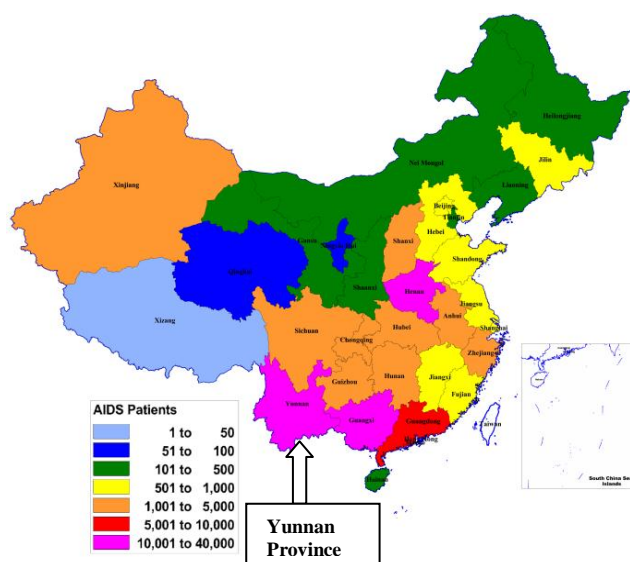 Heilongjiang
Nei Mongol
Jilin
Liaoning
Xinjiang
Beijing
Tianjin
Hebei
Shanxi
Gansu
Shandong
Qinghai
Shaanxi
Henan
Jiangsu
Xizang
Anhui
Shanghai
Sichuan
Hubei
Chongqing
Zhejiang
Hunan
Jiangxi
Guizhou
Fujian
Yunnan
Guangxi
Guangdong
Taiwan
Hainan
AIDS Patients
1 to 50
51 to 100
101 to 500
501 to 1,000
1,001 to 5,000
5,001 to 10,000
10,001 to 40,000
South China Sea
Islands
Yunnan
Province